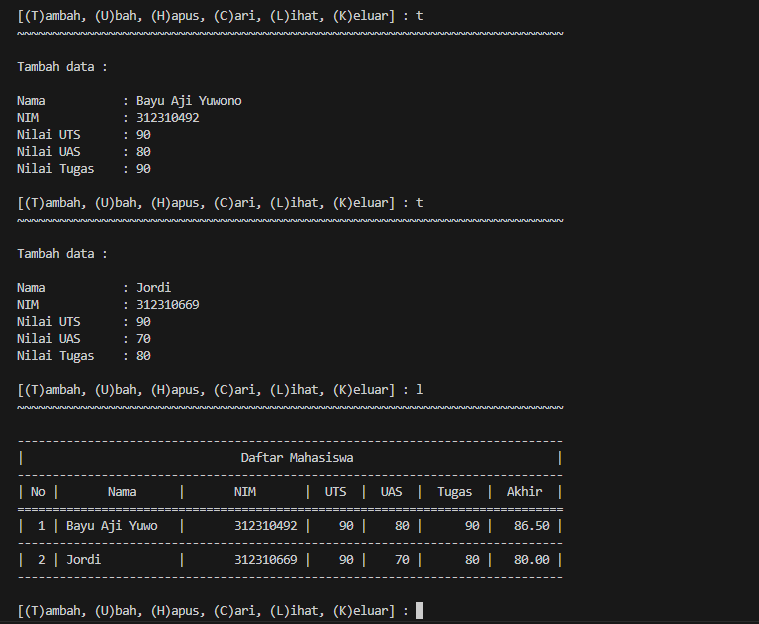 [(T)ambah, (U)bah, (H)apus, (C)ari, (L)ihat, (K)eluar] : t
~~~~~~~~~~~~~~~~~~~~~~~~~~~~~~~~~~~~~~~~~~~~~~~~~~~~~~~~~~~~~~~~~~~~~~~~~~~~~~
Tambah data :
Nama           : Bayu Aji Yuwono
NIM            : 312310492
Nilai UTS      : 90
Nilai UAS      : 80
Nilai Tugas    : 90
[(T)ambah, (U)bah, (H)apus, (C)ari, (L)ihat, (K)eluar] : t
~~~~~~~~~~~~~~~~~~~~~~~~~~~~~~~~~~~~~~~~~~~~~~~~~~~~~~~~~~~~~~~~~~~~~~~~~~~~~~
Tambah data :
Nama           : Jordi
NIM            : 312310669
Nilai UTS      : 90
Nilai UAS      : 70
Nilai Tugas    : 80
[(T)ambah, (U)bah, (H)apus, (C)ari, (L)ihat, (K)eluar] : l
~~~~~~~~~~~~~~~~~~~~~~~~~~~~~~~~~~~~~~~~~~~~~~~~~~~~~~~~~~~~~~~~~~~~~~~~~~~~~~
------------------------------------------------------------------------------
|                               Daftar Mahasiswa                             |
------------------------------------------------------------------------------
| No |       Nama      |       NIM       |  UTS  |  UAS  |  Tugas  |  Akhir  |
==============================================================================
|  1 | Bayu Aji Yuwo   |       312310492 |    90 |    80 |      90 |   86.50 |
------------------------------------------------------------------------------
|  2 | Jordi           |       312310669 |    90 |    70 |      80 |   80.00 |
------------------------------------------------------------------------------
[(T)ambah, (U)bah, (H)apus, (C)ari, (L)ihat, (K)eluar] :